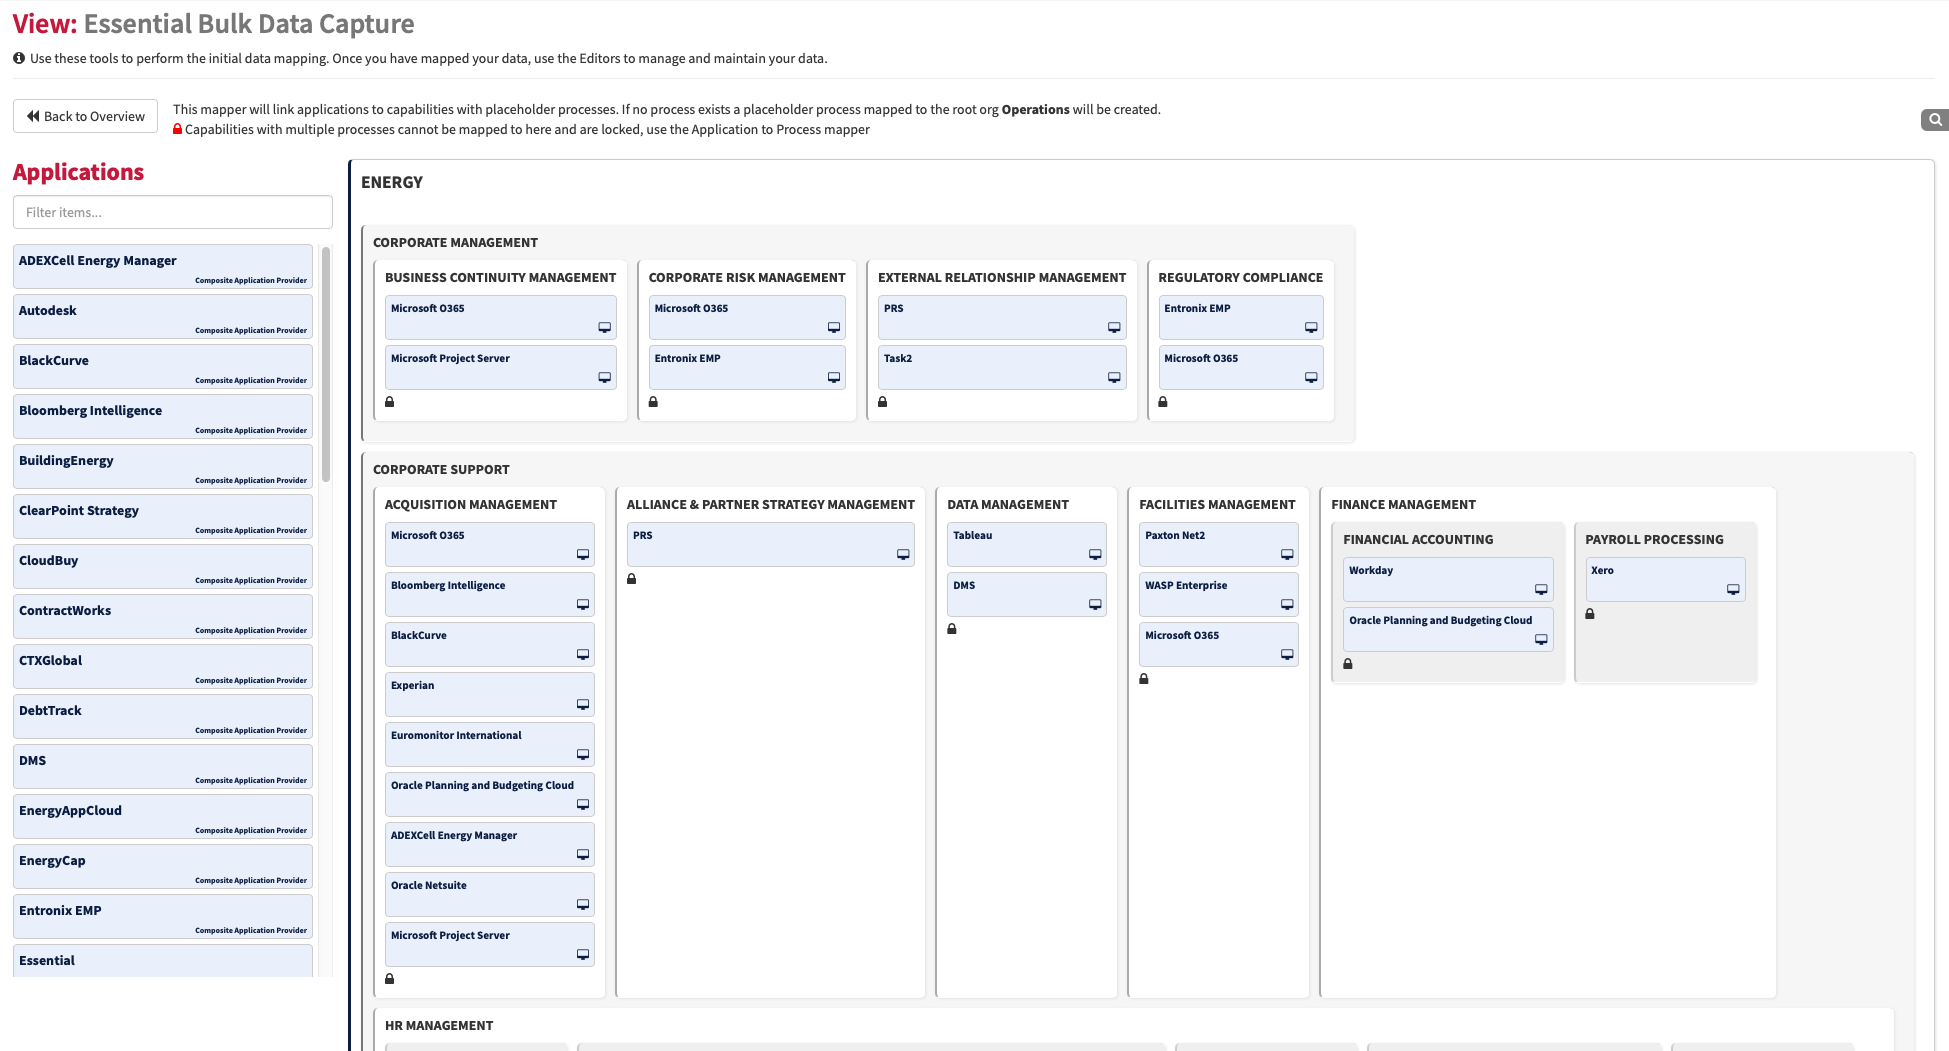 View: Essential Bulk Data Capture
Use these tools to perform the initial data mapping. Once you have mapped your data, use the Editors to manage and maintain your data.
Back to Overview
This mapper will link applications to capabilities with placeholder processes. If no process exists a placeholder process mapped to the root org Operations will be created.
Capabilities with multiple processes cannot be mapped to here and are locked, use the Application to Process mapper
Applications
Filter items...
ADEXCell Energy Manager
Composite Application Provider
Autodesk
Composite Application Provider
BlackCurve
Composite Application Provider
Bloomberg Intelligence
Composite Application Provider
BuildingEnergy
Composite Application Provider
ClearPoint Strategy
Composite Application Provider
CloudBuy
Composite Application Provider
ContractWorks
Composite Application Provider
CTXGlobal
Composite Application Provider
DebtTrack
Composite Application Provider
DMS
Composite Application Provider
EnergyAppCloud
Composite Application Provider
EnergyCap
Composite Application Provider
Entronix EMP
Composite Application Provider
Essential
ENERGY
CORPORATE MANAGEMENT
BUSINESS CONTINUITY MANAGEMENT
Microsoft O365
Microsoft Project Server
CORPORATE RISK MANAGEMENT
Microsoft O365
Entronix EMP
EXTERNAL RELATIONSHIP MANAGEMENT
PRS
Task2
REGULATORY COMPLIANCE
Entronix EMP
Microsoft O365
CORPORATE SUPPORT
ACQUISITION MANAGEMENT
Microsoft O365
Bloomberg Intelligence
BlackCurve
Experian
Euromonitor International
Oracle Planning and Budgeting Cloud
ADEXCell Energy Manager
Oracle Netsuite
Microsoft Project Server
ALLIANCE & PARTNER STRATEGY MANAGEMENT
PRS
DATA MANAGEMENT
Tableau
DMS
FACILITIES MANAGEMENT
Paxton Net2
WASP Enterprise
Microsoft O365
FINANCE MANAGEMENT
FINANCIAL ACCOUNTING
Workday
Oracle Planning and Budgeting Cloud
PAYROLL PROCESSING
Xero
HR MANAGEMENT